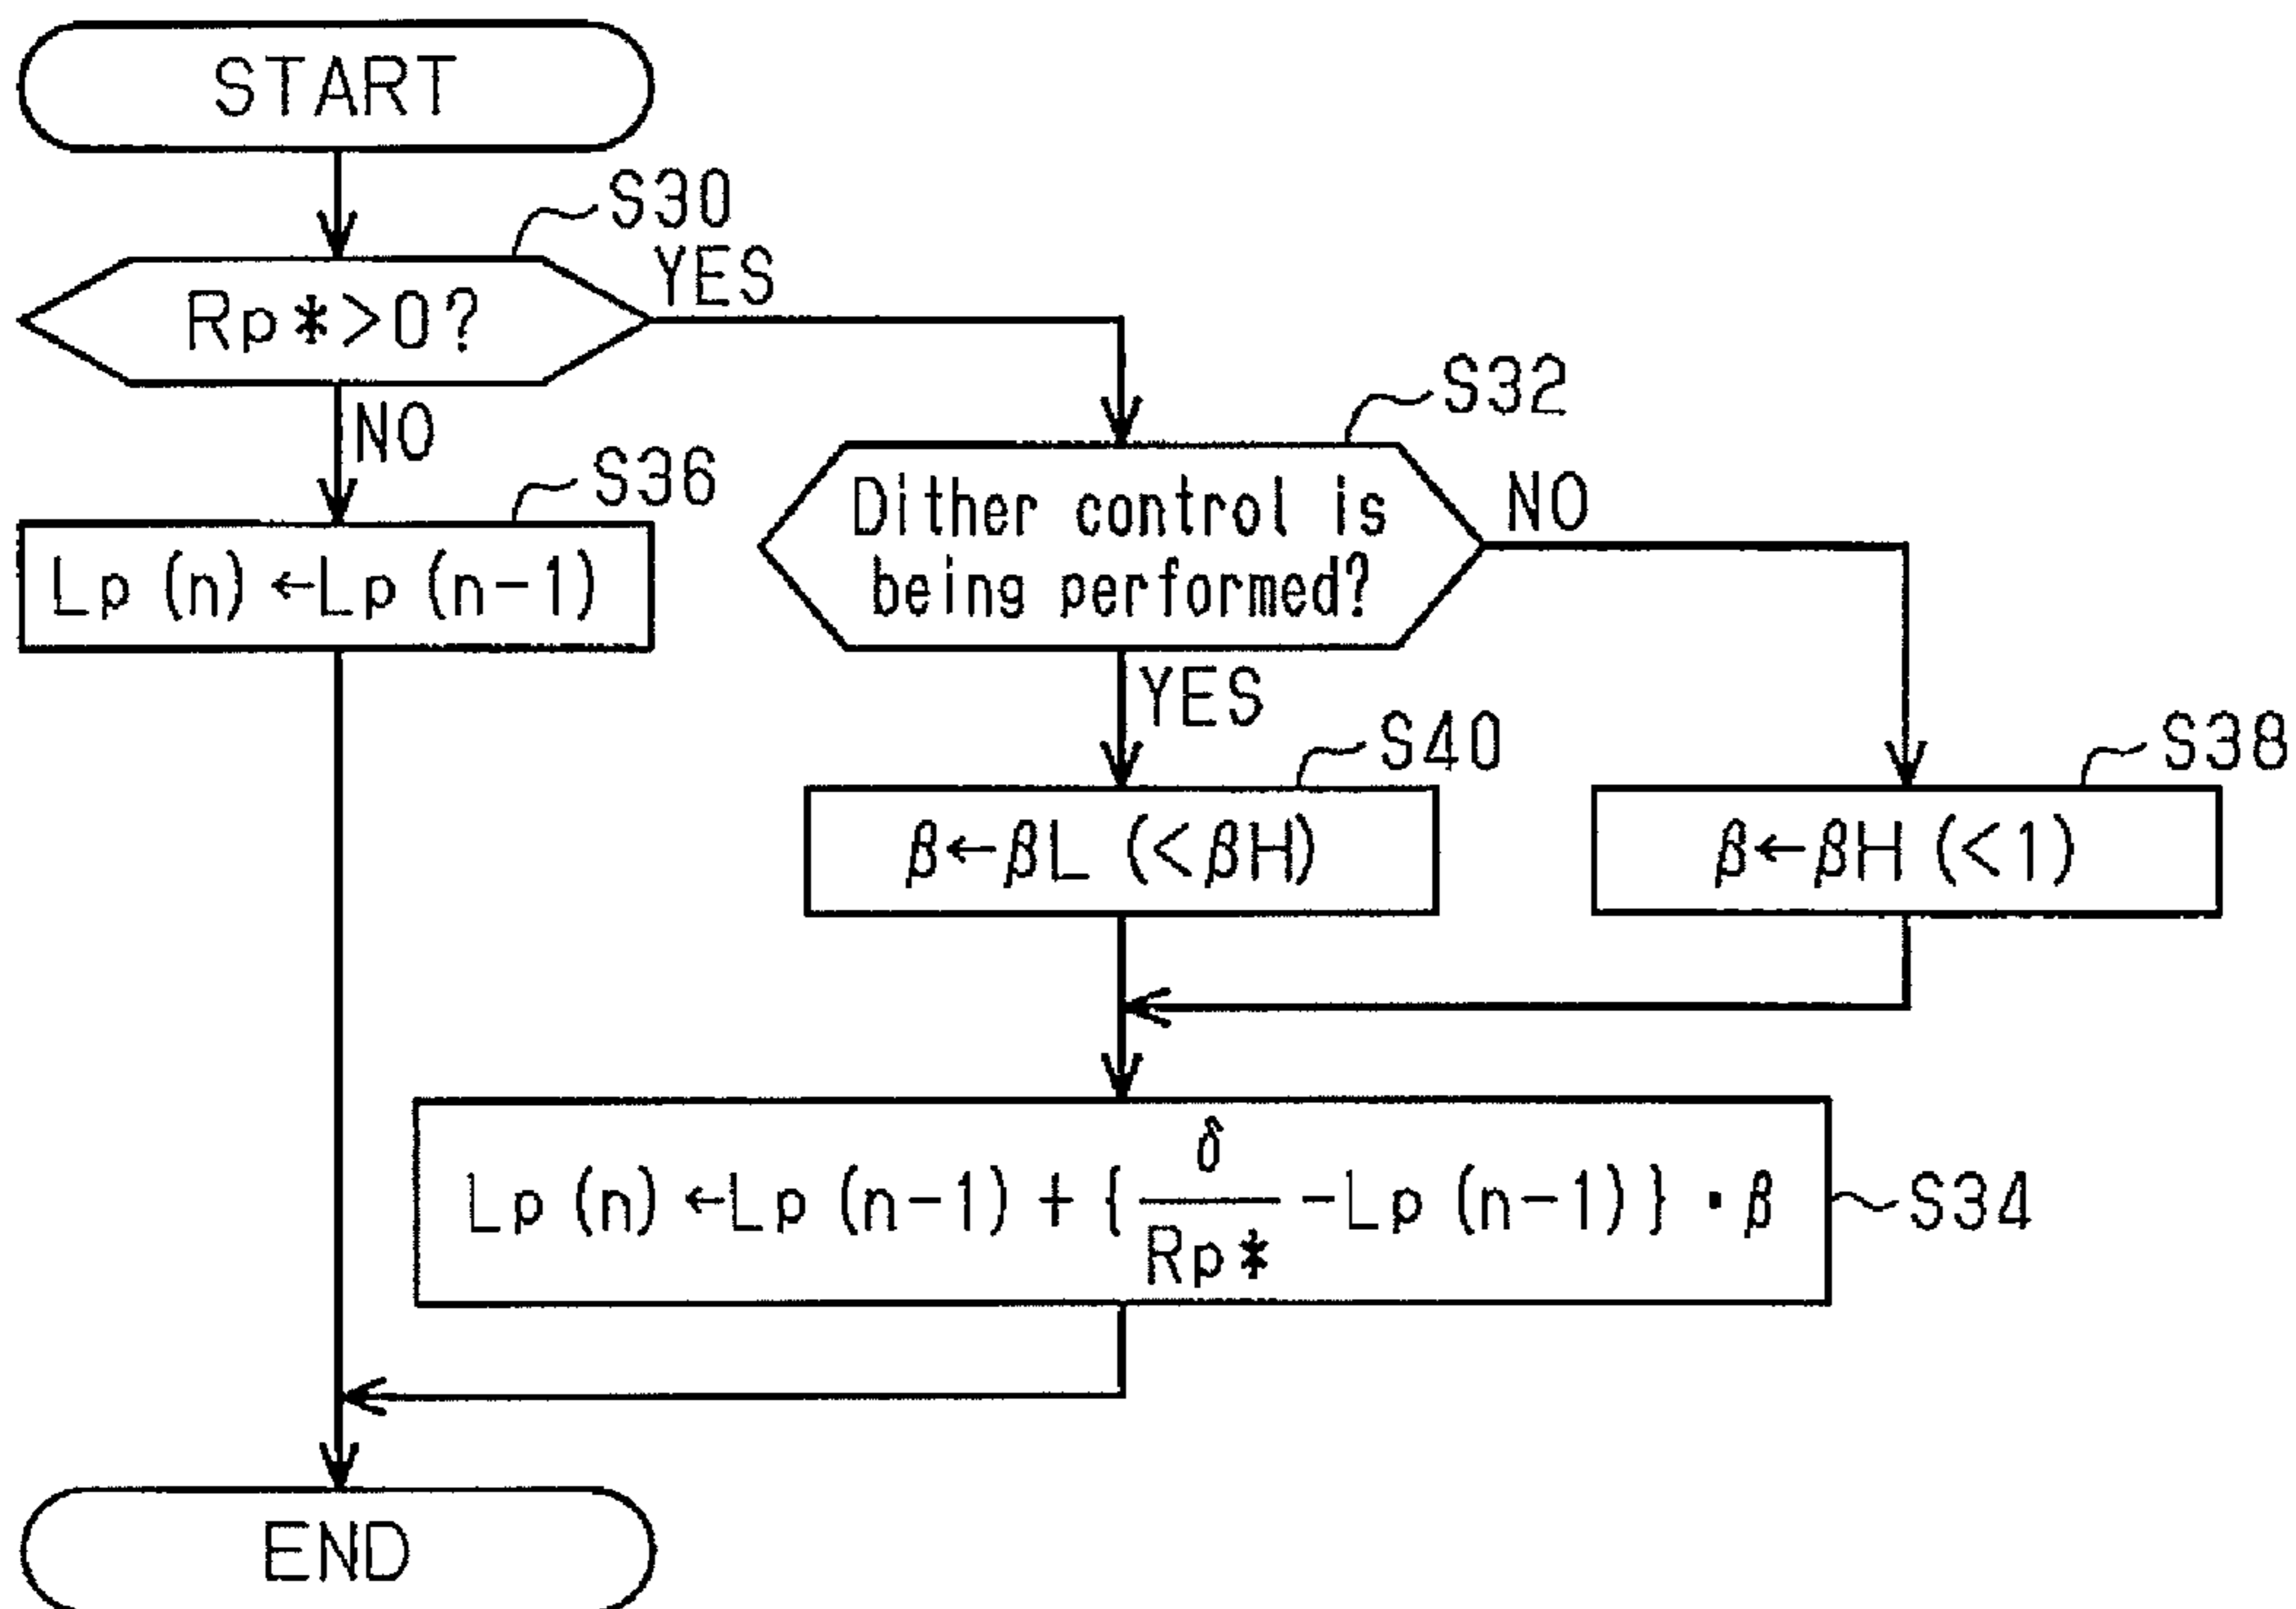 START
S30
YES
Rp*>0?
NO
S32
S36
Dither control is
being performed?
NO
Lp(n)←Lp(n-1)
YES
S40
S38
β←βL(<βH)
β←βH(<1)
Lp(n)←Lp(n-1)+{δ/Rp*-Lp(n-1)}·β
S34
END